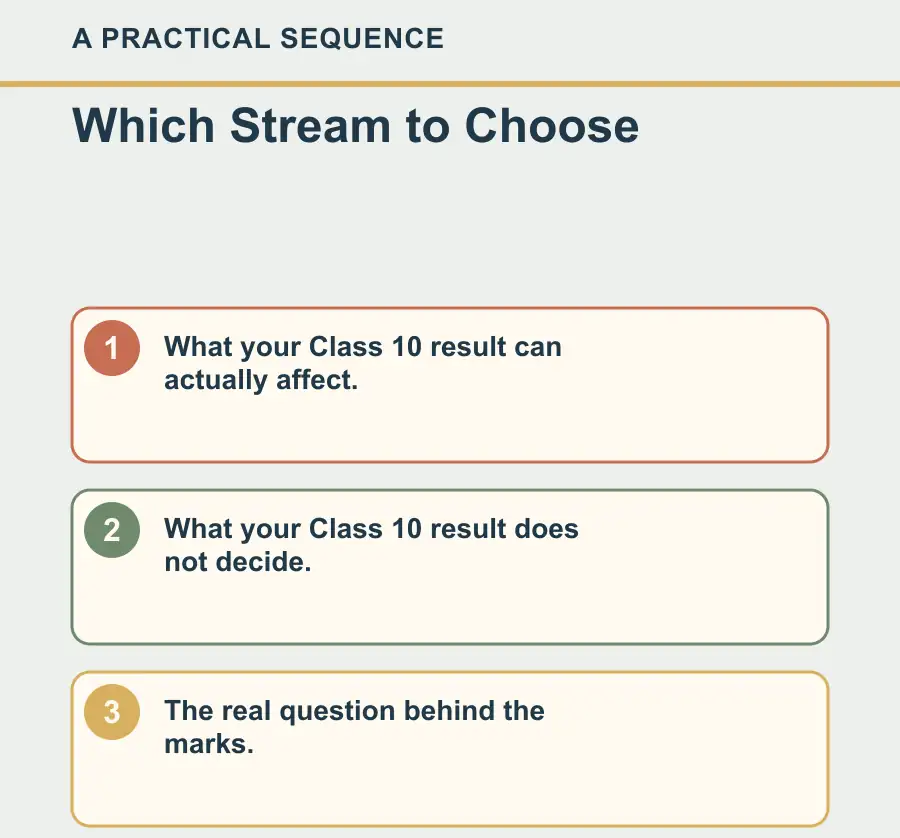 A PRACTICAL SEQUENCE
Which Stream to Choose
1
What your Class 10 result can
actually affect.
2
What your Class 10 result does
not decide.
3
The real question behind the
marks.